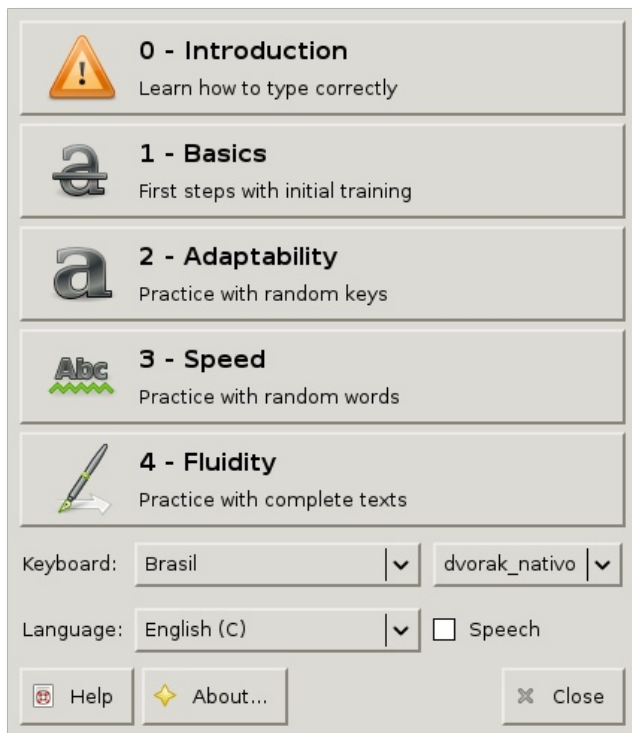 0 - Introduction
Learn how to type correctly
1 - Basics
First steps with initial training
2 - Adaptability
Practice with random keys
Abc
3 - Speed
Practice with random words
4 - Fluidity
Practice with complete texts
Keyboard: Brasil dvorak_nativo
Language: English (C) Speech
Help About... Close